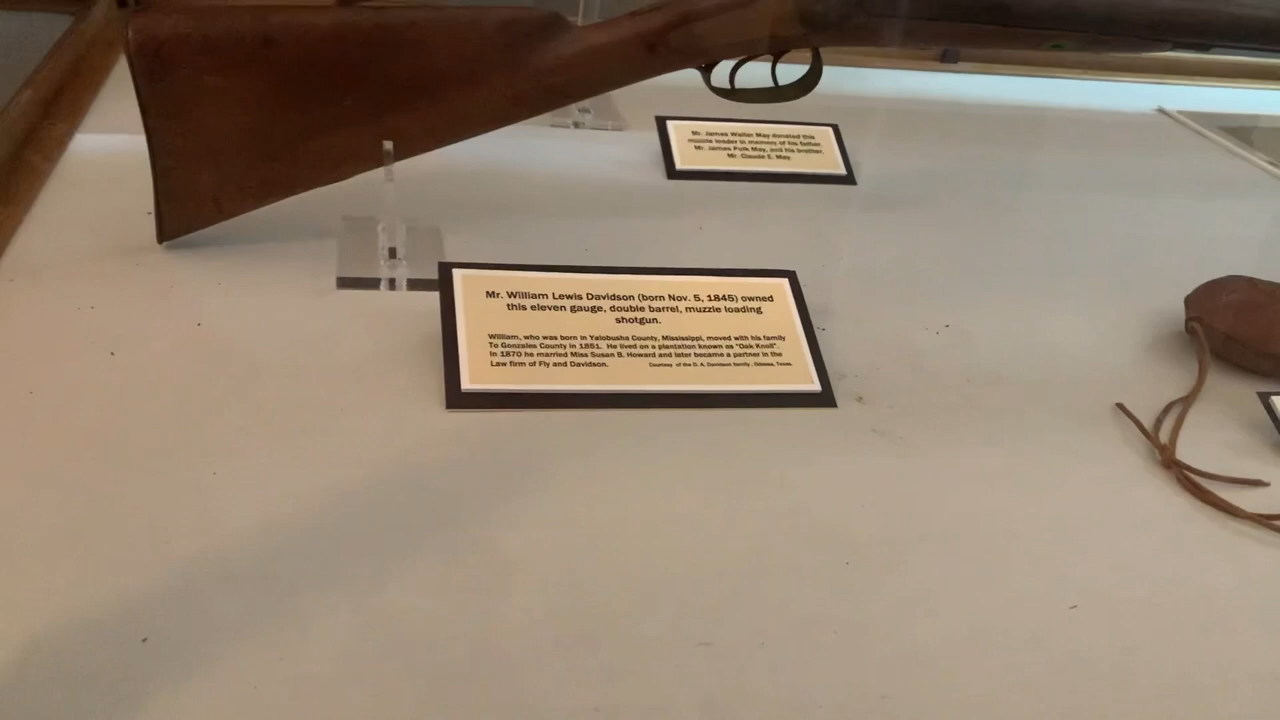 Mr. James Waller May donated this
muzzle loader in memory of his father,
Mr. James Polk May, and his brother,
Mr. Claude E. May.
Mr. William Lewis Davidson (born Nov. 5, 1845) owned
this eleven gauge, double barrel, muzzle loading
shotgun.
William, who was born in Yalobusha County, Mississippi, moved with his family
To Gonzales County in 1851. He lived on a plantation known as "Oak Knoll".
In 1870 he married Miss Susan B. Howard and later became a partner in the
Law firm of Fly and Davidson. Courtesy of the D. A. Davidson family, Odessa, Texas.